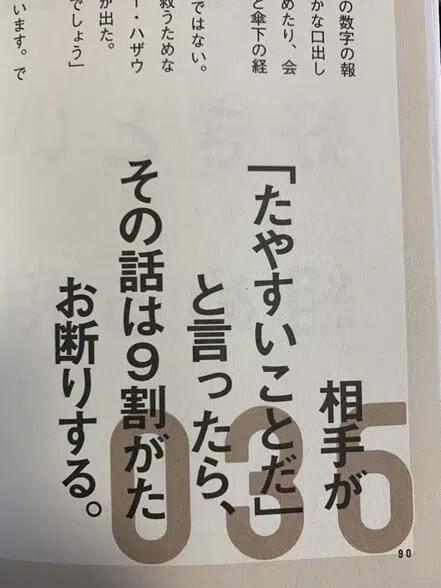 の数字の報
かな口出し
めたり、会
と傘下の経
ではない。
救うためな
ー・ハザウ
が出た。
でしょう」
います。で
相手が
「たやすいことだ」
と言ったら、
その話は9割がた
お断りする。
035
90